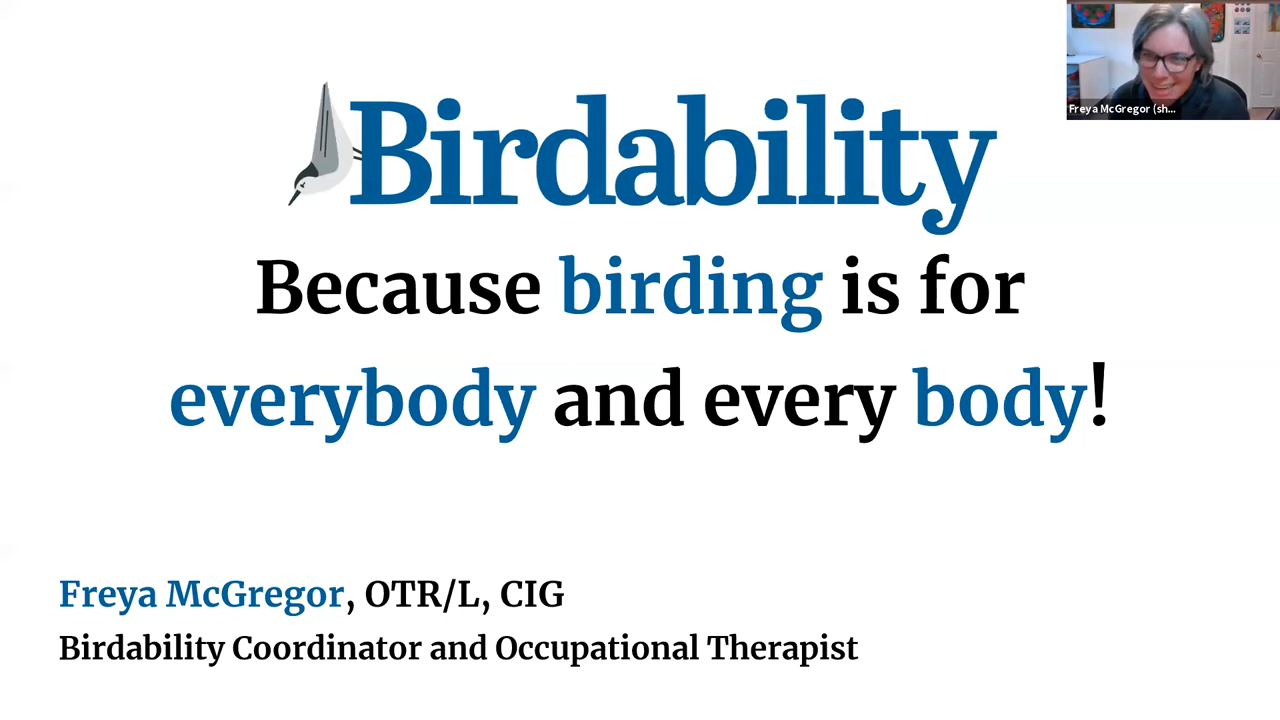 Freya McGregor (sh...
Birdability
Because birding is for
everybody and every body!
Freya McGregor, OTR/L, CIG
Birdability Coordinator and Occupational Therapist